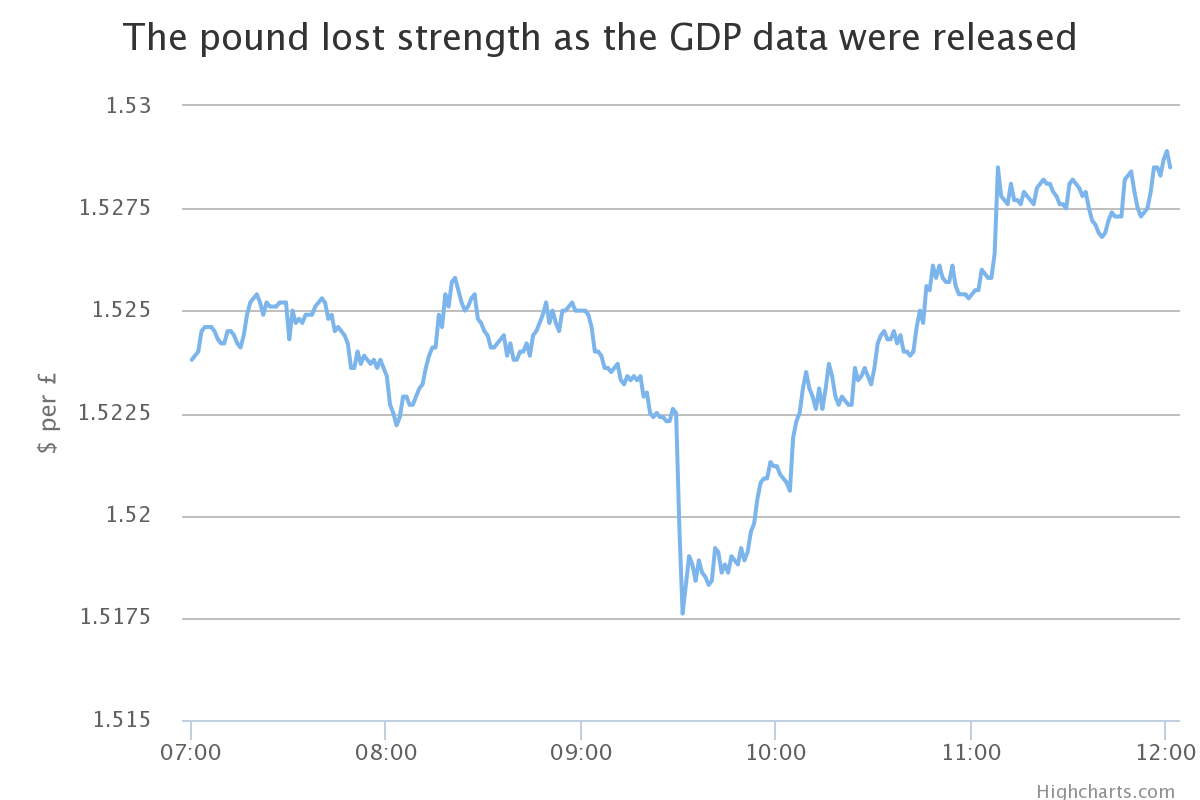 The pound lost strength as the GDP data were released
1.53
1.5275
1.525
1.5225
1.52
1.5175
1.515
$ per £
07:00 08:00 09:00 10:00 11:00 12:00
Highcharts.com